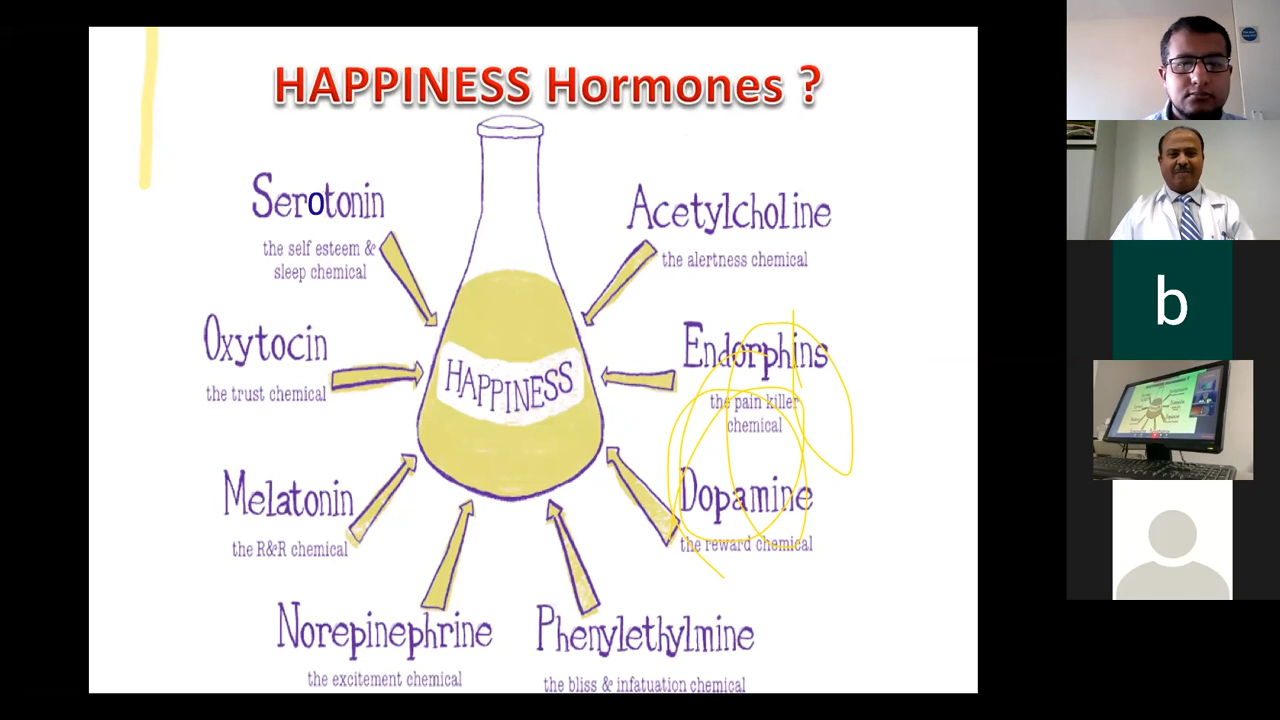 HAPPINESS Hormones ?
Serotonin
the self esteem &
sleep chemical
Acetylcholine
the alertness chemical
Oxytocin
the trust chemical
HAPPINESS
Endorphins
the pain killer
chemical
Melatonin
the R&R chemical
Dopamine
the reward chemical
Norepinephrine
the excitement chemical
Phenylethylmine
the bliss & infatuation chemical
b